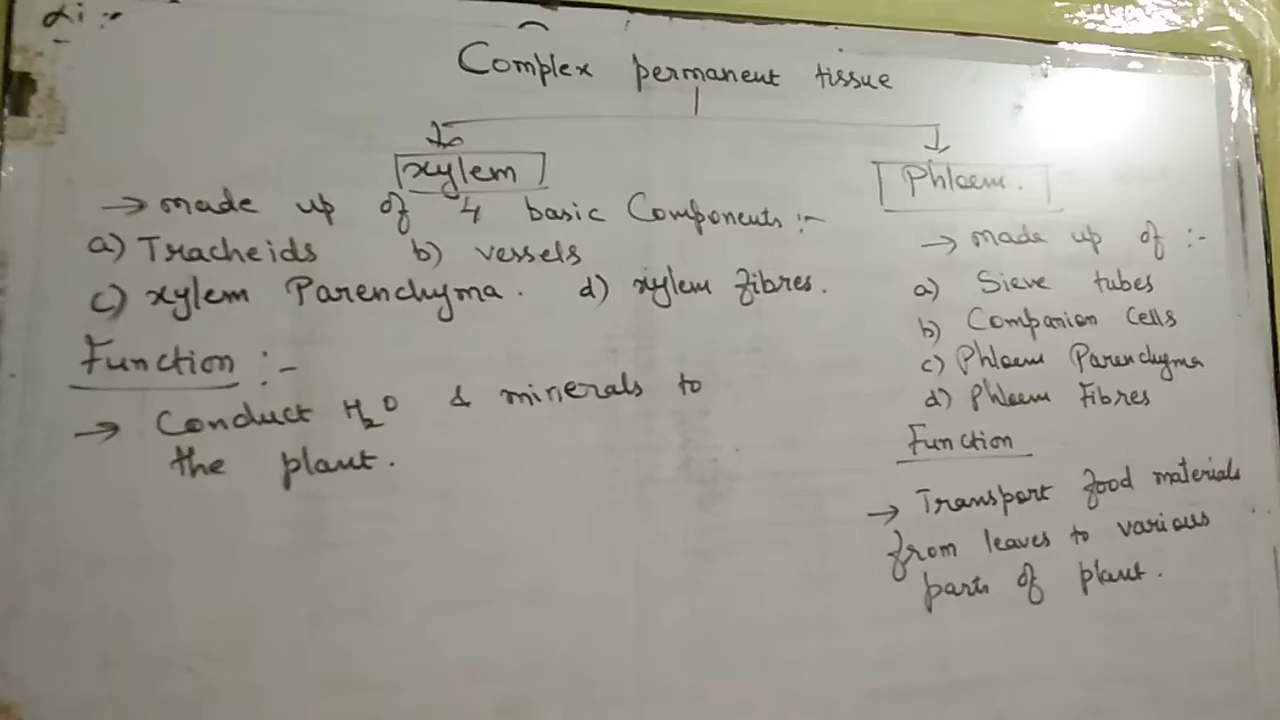 Complex permanent tissue
xylem
→ made up of 4 basic Components :-
a) Tracheids b) vessels
c) xylem Parenchyma. d) xylem fibres.
Function :-
→ Conduct H₂O & minerals to
the plant.
Phloem.
→ made up of :-
a) Sieve tubes
b) Companion Cells
c) Phloem Parenchyma
d) Phloem Fibres
Function
→ Transport food materials
from leaves to various
parts of plant.